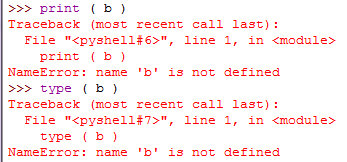 >>> print ( b )
Traceback (most recent call last):
  File "<pyshell#6>", line 1, in <module>
    print ( b )
NameError: name 'b' is not defined
>>> type ( b )
Traceback (most recent call last):
  File "<pyshell#7>", line 1, in <module>
    type ( b )
NameError: name 'b' is not defined